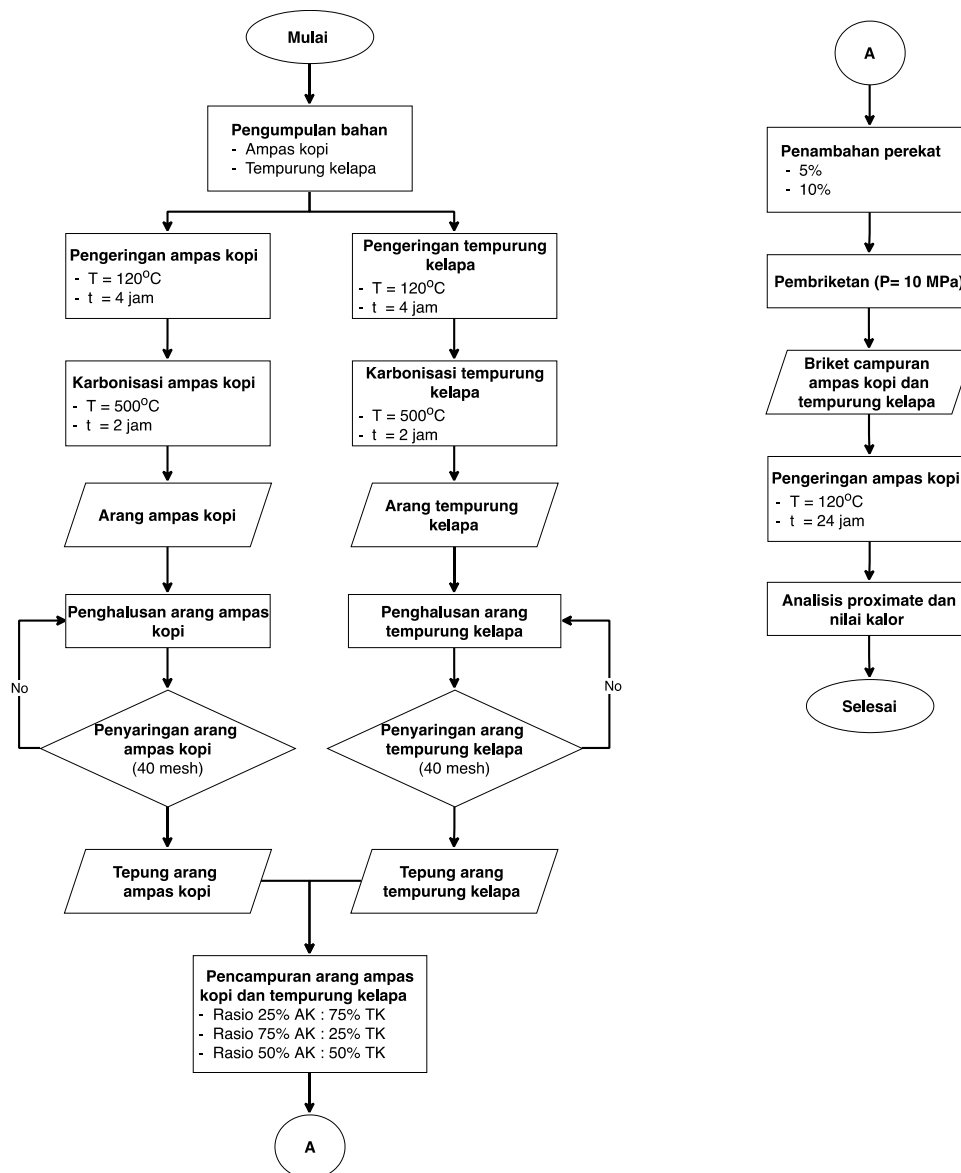 Mulai
Pengumpulan bahan
- Ampas kopi
- Tempurung kelapa
Pengeringan ampas kopi
- T = 120°C
- t = 4 jam
Pengeringan tempurung
kelapa
- T = 120°C
- t = 4 jam
Karbonisasi ampas kopi
- T = 500°C
- t = 2 jam
Karbonisasi tempurung
kelapa
- T = 500°C
- t = 2 jam
Arang ampas kopi
Arang tempurung
kelapa
Penghalusan arang ampas
kopi
Penghalusan arang
tempurung kelapa
No
No
Penyaringan arang
ampas kopi
(40 mesh)
Penyaringan arang
tempurung kelapa
(40 mesh)
Tepung arang
ampas kopi
Tepung arang
tempurung kelapa
Pencampuran arang ampas
kopi dan tempurung kelapa
- Rasio 25% AK : 75% TK
- Rasio 75% AK : 25% TK
- Rasio 50% AK : 50% TK
A
A
Penambahan perekat
- 5%
- 10%
Pembriketan (P= 10 MPa)
Briket campuran
ampas kopi dan
tempurung kelapa
Pengeringan ampas kopi
- T = 120°C
- t = 24 jam
Analisis proximate dan
nilai kalor
Selesai